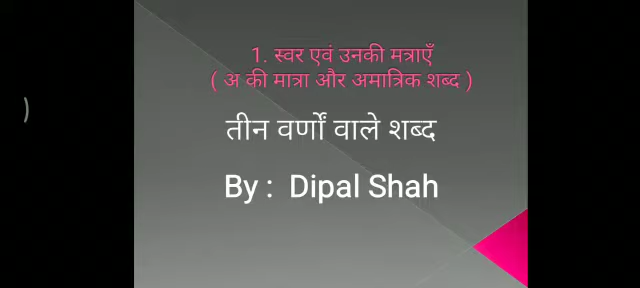 1. स्वर एवं उनकी मत्राएँ
( अ की मात्रा और अमात्रिक शब्द )
तीन वर्णों वाले शब्द
By : Dipal Shah